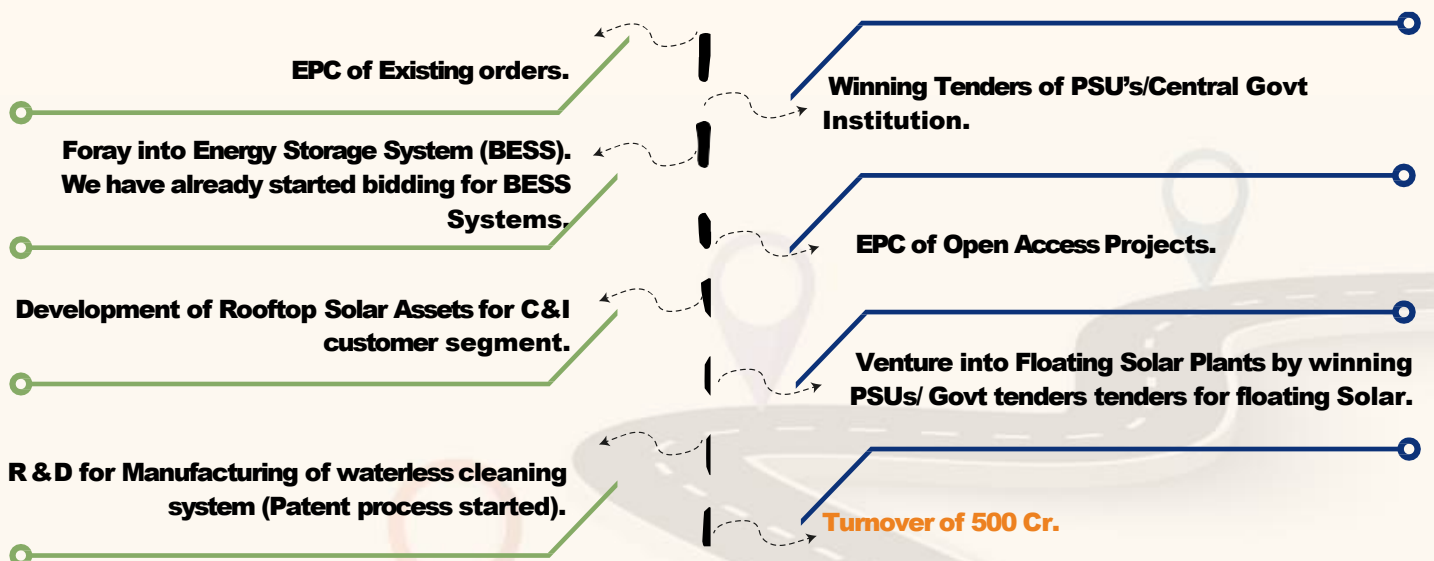 EPC of Existing orders.
Winning Tenders of PSU's/Central Govt
Institution.
Foray into Energy Storage System (BESS).
We have already started bidding for BESS
Systems.
EPC of Open Access Projects.
Development of Rooftop Solar Assets for C&I
customer segment.
Venture into Floating Solar Plants by winning
PSUs/ Govt tenders tenders for floating Solar.
R & D for Manufacturing of waterless cleaning
system (Patent process started).
Turnover of 500 Cr.